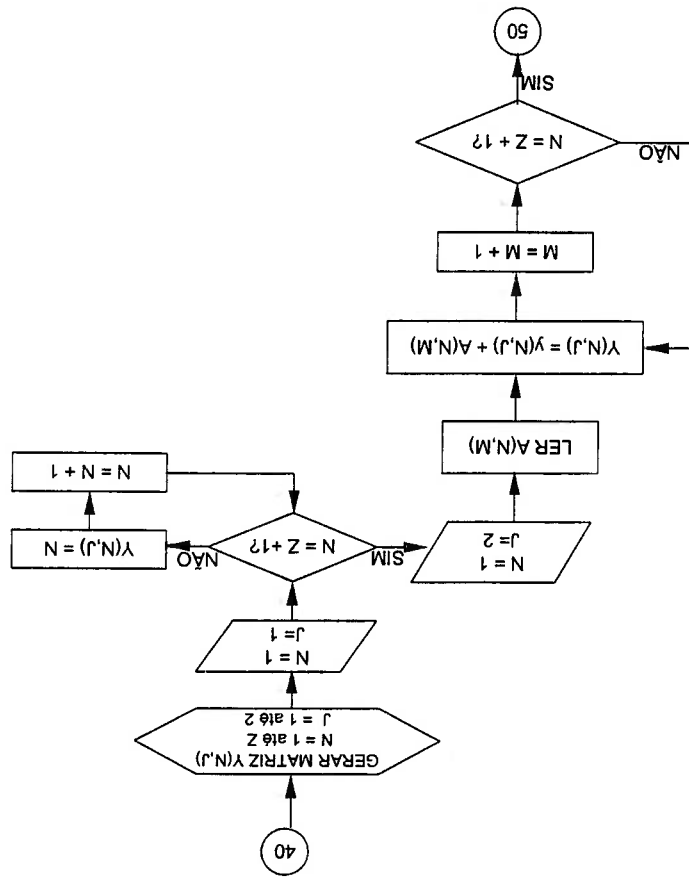 40
GERAR MATRIZ Y(N,J)
N = 1 até Z
J = 1 até 2
N = 1
J= 1
N = Z + 1?
NÃO
SIM
Y(N,J) = N
N = N + 1
N = 1
J= 2
LER A(N,M)
Y(N,J) = y(N,J) + A(N,M)
M = M + 1
N = Z + 1?
NÃO
SIM
50